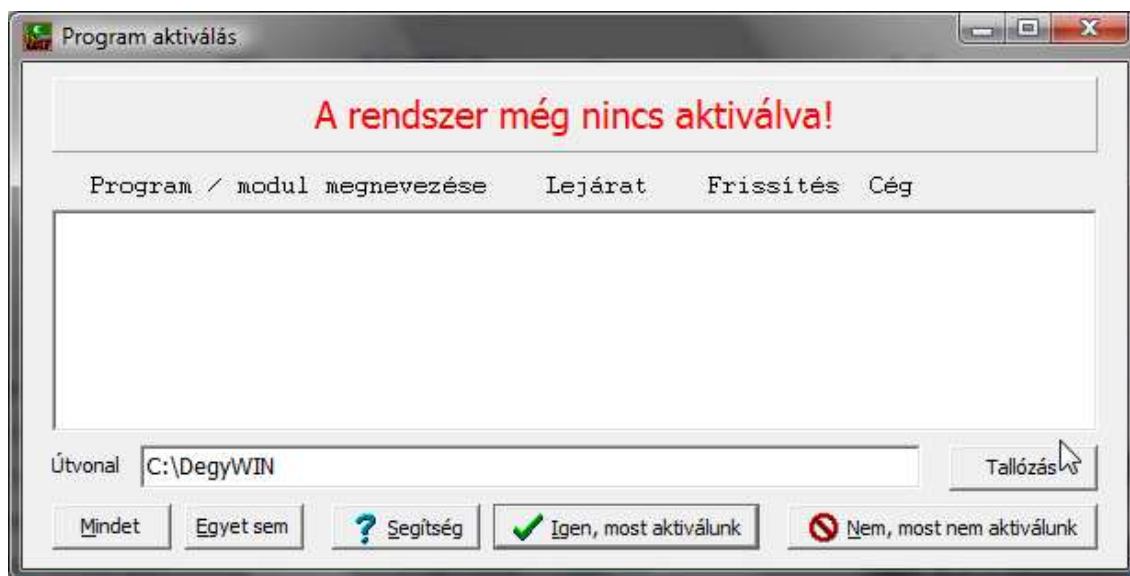 Program aktiválás
A rendszer még nincs aktiválva!
Program / modul megnevezése Lejárat Frissítés Cég
Útvonal C:\DegyWIN Tallózás
Mindet Egyet sem ? Segítség Igen, most aktiválunk Nem, most nem aktiválunk